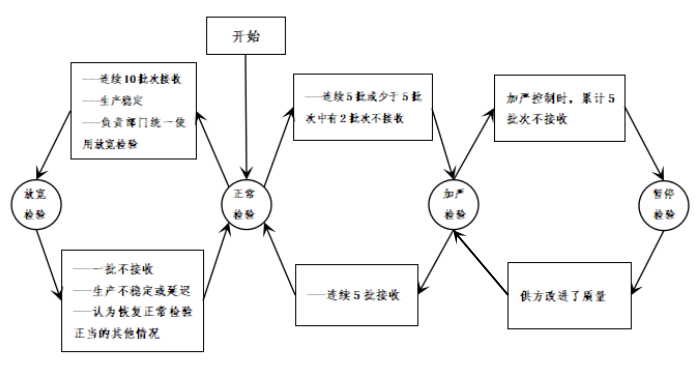 开始
——连续10批次接收
——生产稳定
——负责部门统一使
用放宽检验
——连续5批或少于5批
次中有2批次不接收
加严控制时，累计5
批次不接收
放宽
检验
正常
检验
加严
检验
暂停
检验
——一批不接收
——生产不稳定或延迟
——认为恢复正常检验
正当的其他情况
——连续5批接收
供方改进了质量